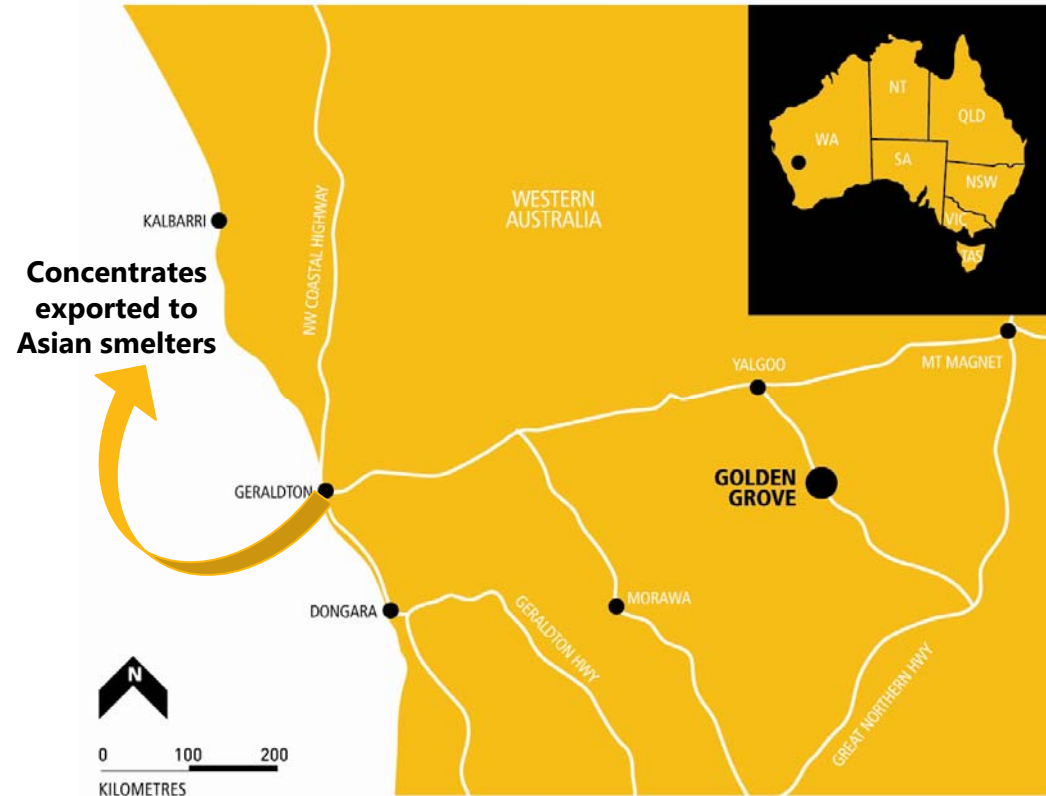 NT
QLD
WA
SA
NSW
VIC
TAS
WESTERN
AUSTRALIA
KALBARRI
NW COASTAL HIGHWAY
Concentrates
exported to
Asian smelters
YALGOO
MT MAGNET
GOLDEN
GROVE
GERALDTON
DONGARA
GERALDTON HWY
MORAWA
GREAT NORTHERN HWY
N
0 100 200
KILOMETRES